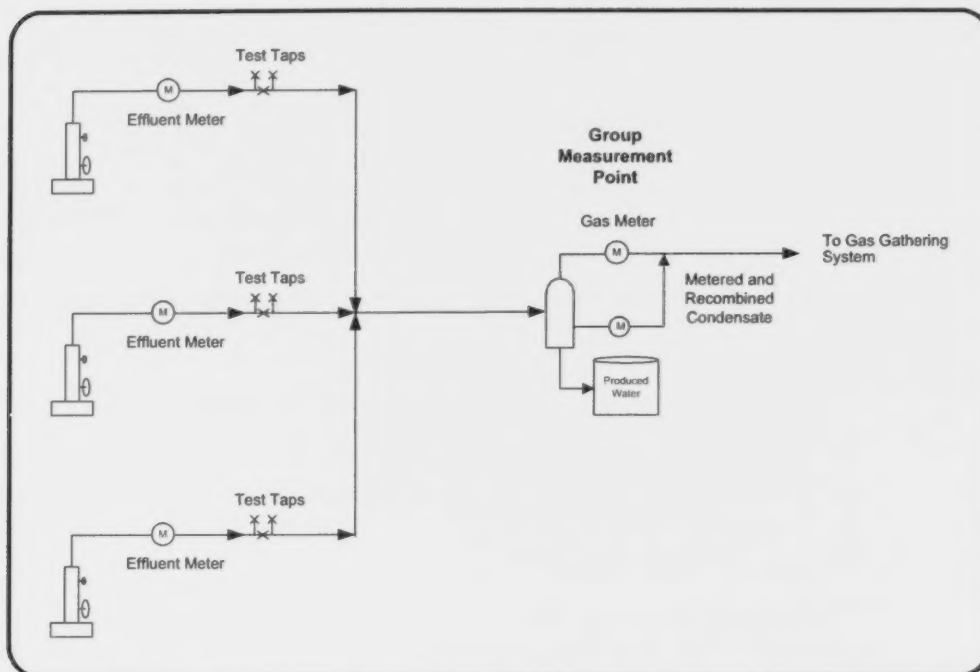 Test Taps
M
Effluent Meter
Group
Measurement
Point
Gas Meter
M
To Gas Gathering
System
Test Taps
M
Effluent Meter
Metered and
Recombined
Condensate
M
Produced
Water
Test Taps
M
Effluent Meter